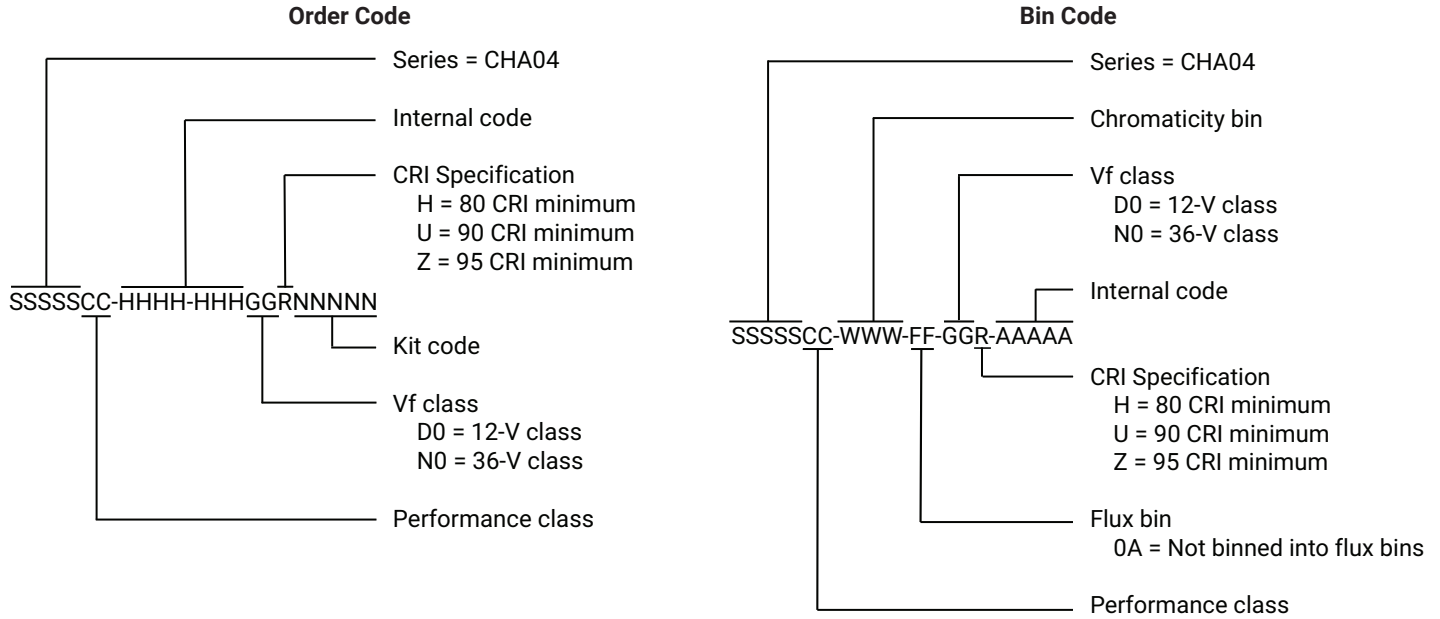 Order Code
Series = CHA04
Internal code
CRI Specification
H = 80 CRI minimum
U = 90 CRI minimum
Z = 95 CRI minimum
SSSSSCC-HHHH-HHHGGRNNNNN
Kit code
Vf class
D0 = 12-V class
N0 = 36-V class
Performance class
Bin Code
Series = CHA04
Chromaticity bin
Vf class
D0 = 12-V class
N0 = 36-V class
Internal code
SSSSSCC-WWW-FF-GGR-AAAAA
CRI Specification
H = 80 CRI minimum
U = 90 CRI minimum
Z = 95 CRI minimum
Flux bin
0A = Not binned into flux bins
Performance class